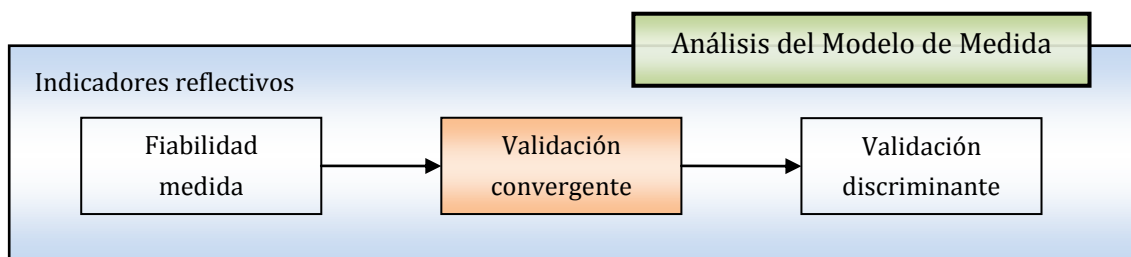 Análisis del Modelo de Medida
Indicadores reflectivos
Fiabilidad
medida
Validación
convergente
Validación
discriminante